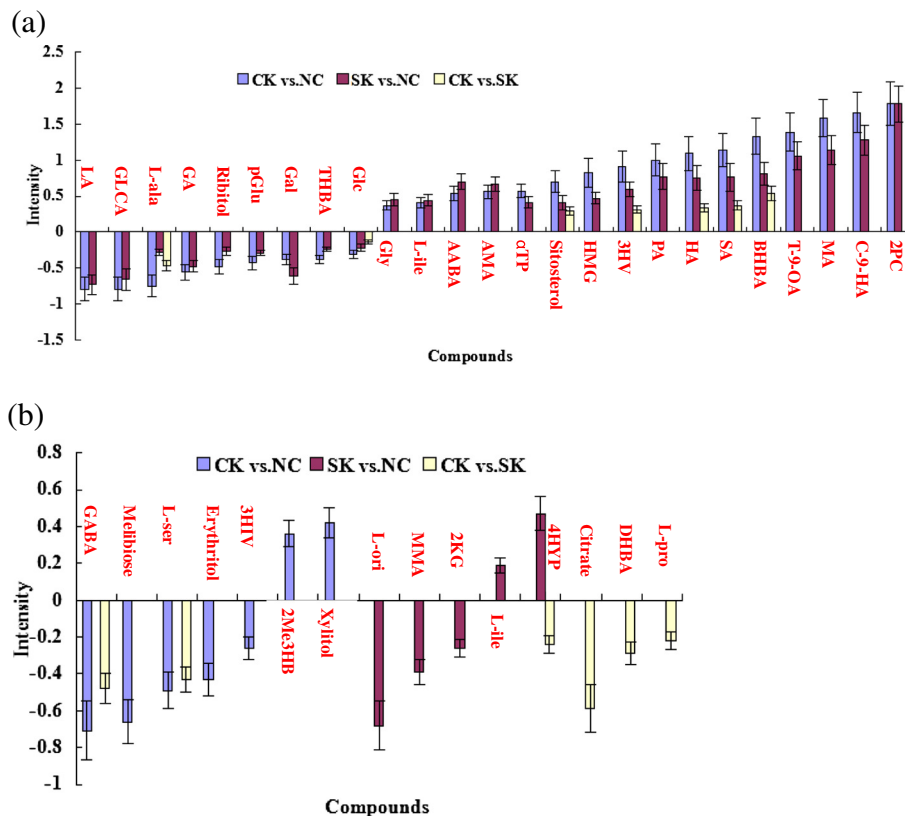 (a)
2.5
2
1.5
1
0.5
0
-0.5
-1
-1.5
Intensity
CK vs.NC SK vs.NC CK vs.SK
LA GLCA L-ala GA Ribitol pGlu Gal THBA Glc
Gly L-ile AABA AMA αTP Sitosterol HMG 3HV PA HA SA BHBA T-9-OA MA C-9-HA 2PC
Compounds
(b)
0.8
0.6
0.4
0.2
0
-0.2
-0.4
-0.6
-0.8
-1
Intensity
CK vs.NC SK vs.NC CK vs.SK
GABA Melibiose L-ser Erythritol 3HIV L-ori MMA 2KG 4HYP Citrate DHBA L-pro
2Me3HB Xylitol L-ile
Compounds